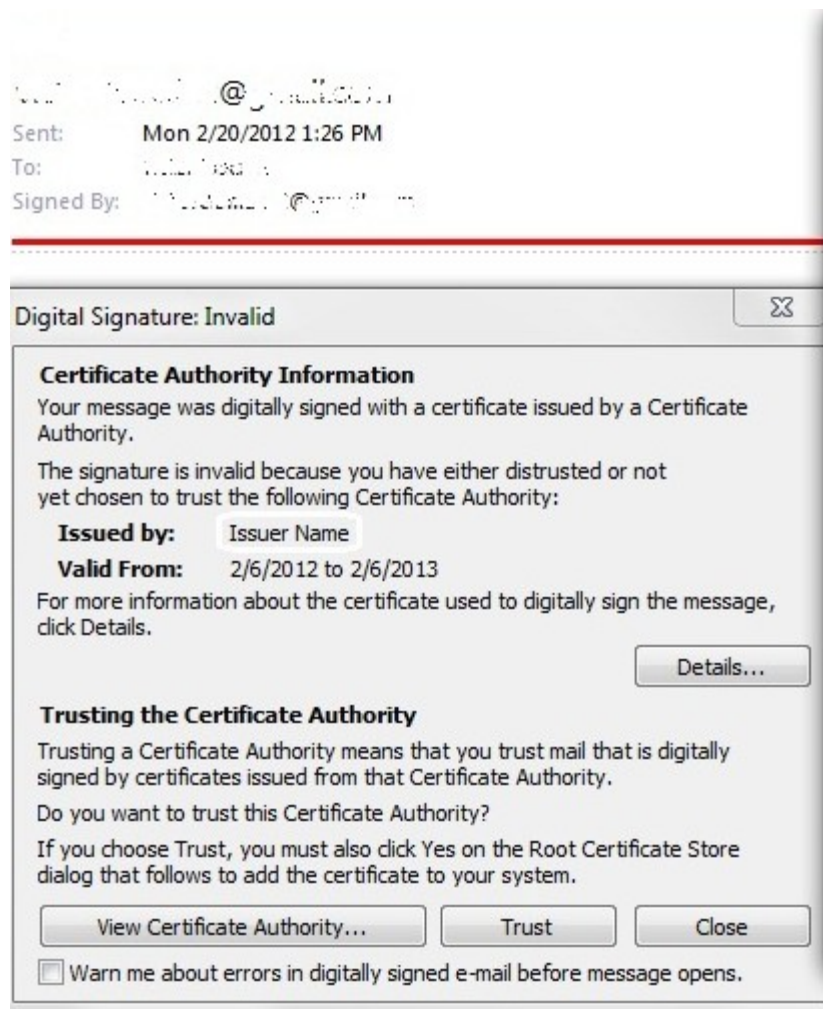 @
Sent: Mon 2/20/2012 1:26 PM
To:
Signed By:
Digital Signature: Invalid
Certificate Authority Information
Your message was digitally signed with a certificate issued by a Certificate
Authority.
The signature is invalid because you have either distrusted or not
yet chosen to trust the following Certificate Authority:
Issued by: Issuer Name
Valid From: 2/6/2012 to 2/6/2013
For more information about the certificate used to digitally sign the message,
click Details.
Details...
Trusting the Certificate Authority
Trusting a Certificate Authority means that you trust mail that is digitally
signed by certificates issued from that Certificate Authority.
Do you want to trust this Certificate Authority?
If you choose Trust, you must also click Yes on the Root Certificate Store
dialog that follows to add the certificate to your system.
View Certificate Authority... Trust Close
Warn me about errors in digitally signed e-mail before message opens.